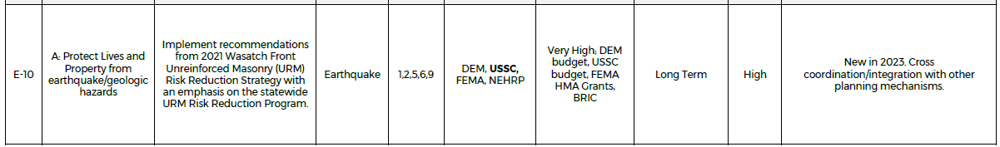 E-10
A: Protect Lives and
Property from
earthquake/geologic
hazards
Implement recommendations
from 2021 Wasatch Front
Unreinforced Masonry (URM)
Risk Reduction Strategy with
an emphasis on the statewide
URM Risk Reduction Program.
Earthquake
1,2,5,6,9
DEM, USSC,
FEMA, NEHRP
Very High; DEM
budget, USSC
budget, FEMA
HMA Grants,
BRIC
Long Term
High
New in 2023. Cross
coordination/integration with other
planning mechanisms.